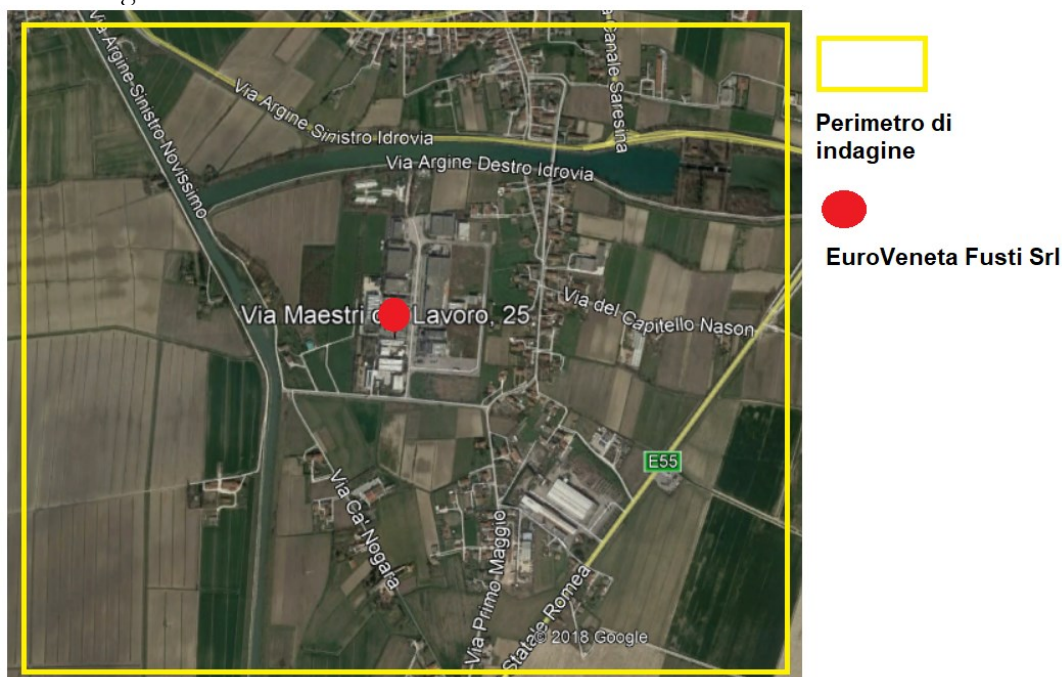 Via Argine Sinistro Novissimo
Via Argine Sinistro Idrovia
Canale Saresina
Via Argine Destro Idrovia
Via Maestri Lavoro, 25
Via del Capitello Nason
E55
Via Ca' Nogara
Via Primo Maggio
Statale Romea
© 2018 Google
Perimetro di
indagine
EuroVeneta Fusti Srl